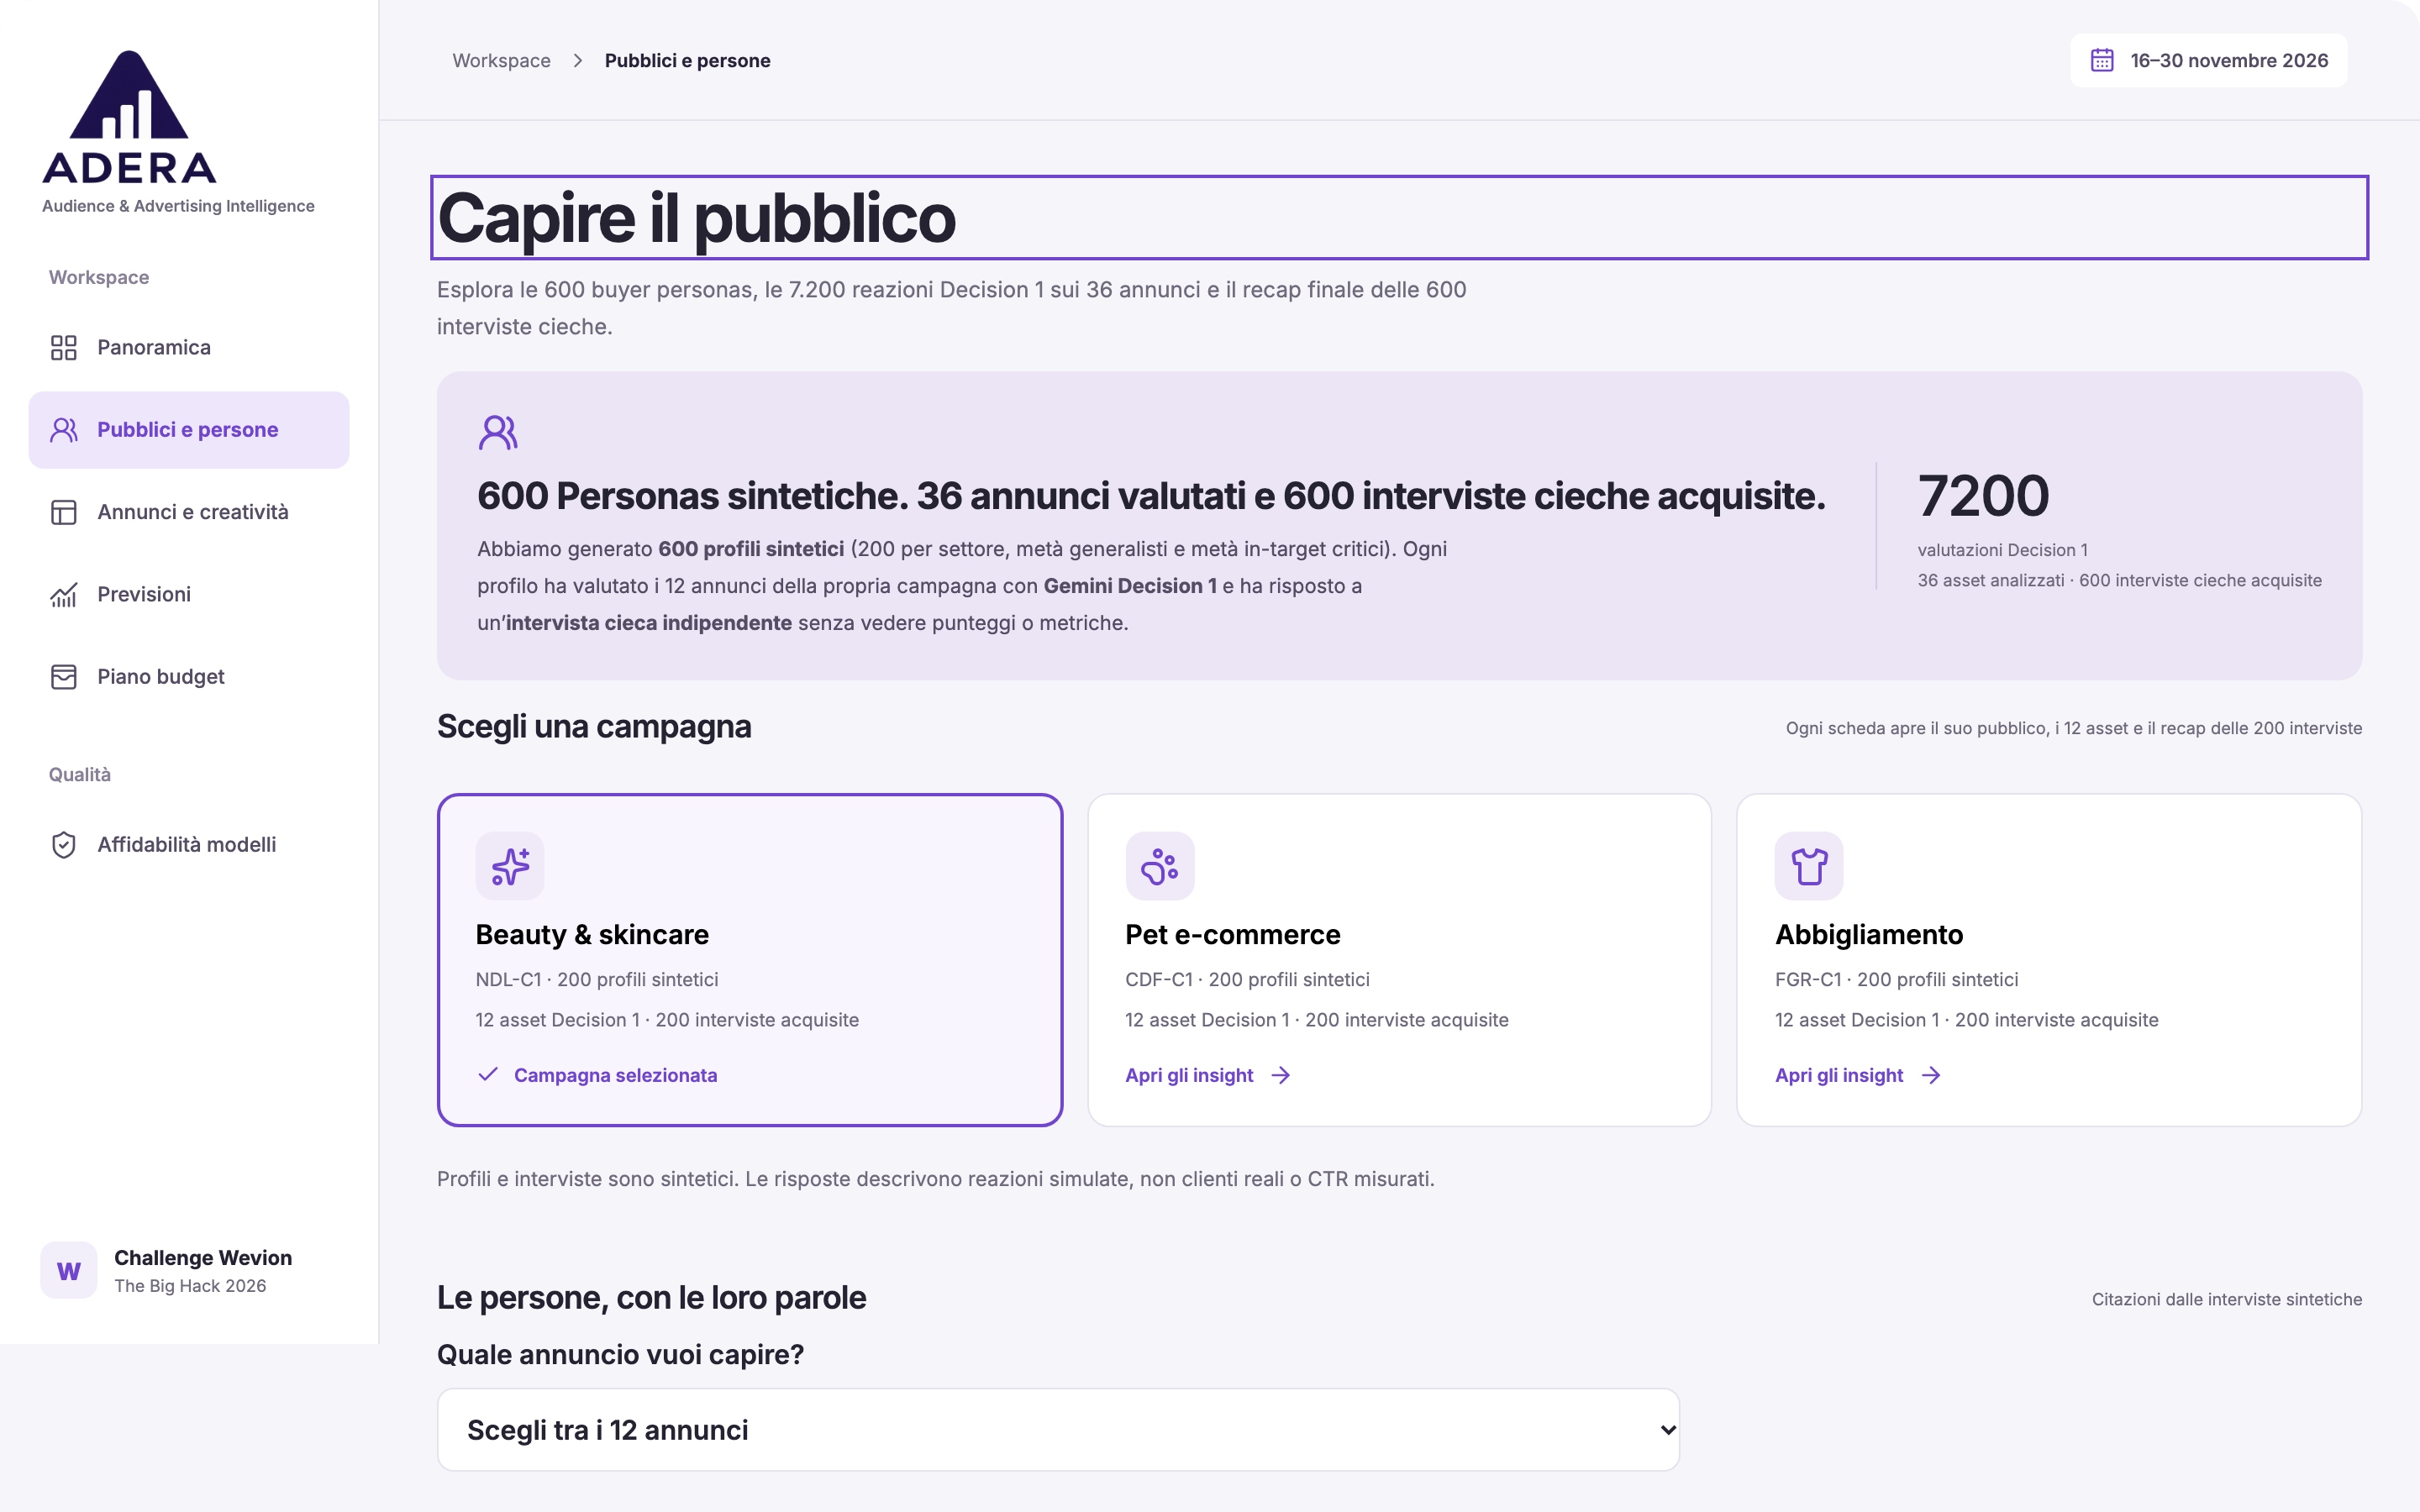 ADERA
Audience & Advertising Intelligence
Workspace
Panoramica
Pubblici e persone
Annunci e creatività
Previsioni
Piano budget
Qualità
Affidabilità modelli
W
Challenge Wevion
The Big Hack 2026
Workspace > Pubblici e persone
16–30 novembre 2026
Capire il pubblico
Esplora le 600 buyer personas, le 7.200 reazioni Decision 1 sui 36 annunci e il recap finale delle 600
interviste cieche.
600 Personas sintetiche. 36 annunci valutati e 600 interviste cieche acquisite.
Abbiamo generato 600 profili sintetici (200 per settore, metà generalisti e metà in-target critici). Ogni
profilo ha valutato i 12 annunci della propria campagna con Gemini Decision 1 e ha risposto a
un’intervista cieca indipendente senza vedere punteggi o metriche.
7200
valutazioni Decision 1
36 asset analizzati · 600 interviste cieche acquisite
Scegli una campagna
Ogni scheda apre il suo pubblico, i 12 asset e il recap delle 200 interviste
Beauty & skincare
NDL-C1 · 200 profili sintetici
12 asset Decision 1 · 200 interviste acquisite
Campagna selezionata
Pet e-commerce
CDF-C1 · 200 profili sintetici
12 asset Decision 1 · 200 interviste acquisite
Apri gli insight
Abbigliamento
FGR-C1 · 200 profili sintetici
12 asset Decision 1 · 200 interviste acquisite
Apri gli insight
Profili e interviste sono sintetici. Le risposte descrivono reazioni simulate, non clienti reali o CTR misurati.
Le persone, con le loro parole
Citazioni dalle interviste sintetiche
Quale annuncio vuoi capire?
Scegli tra i 12 annunci